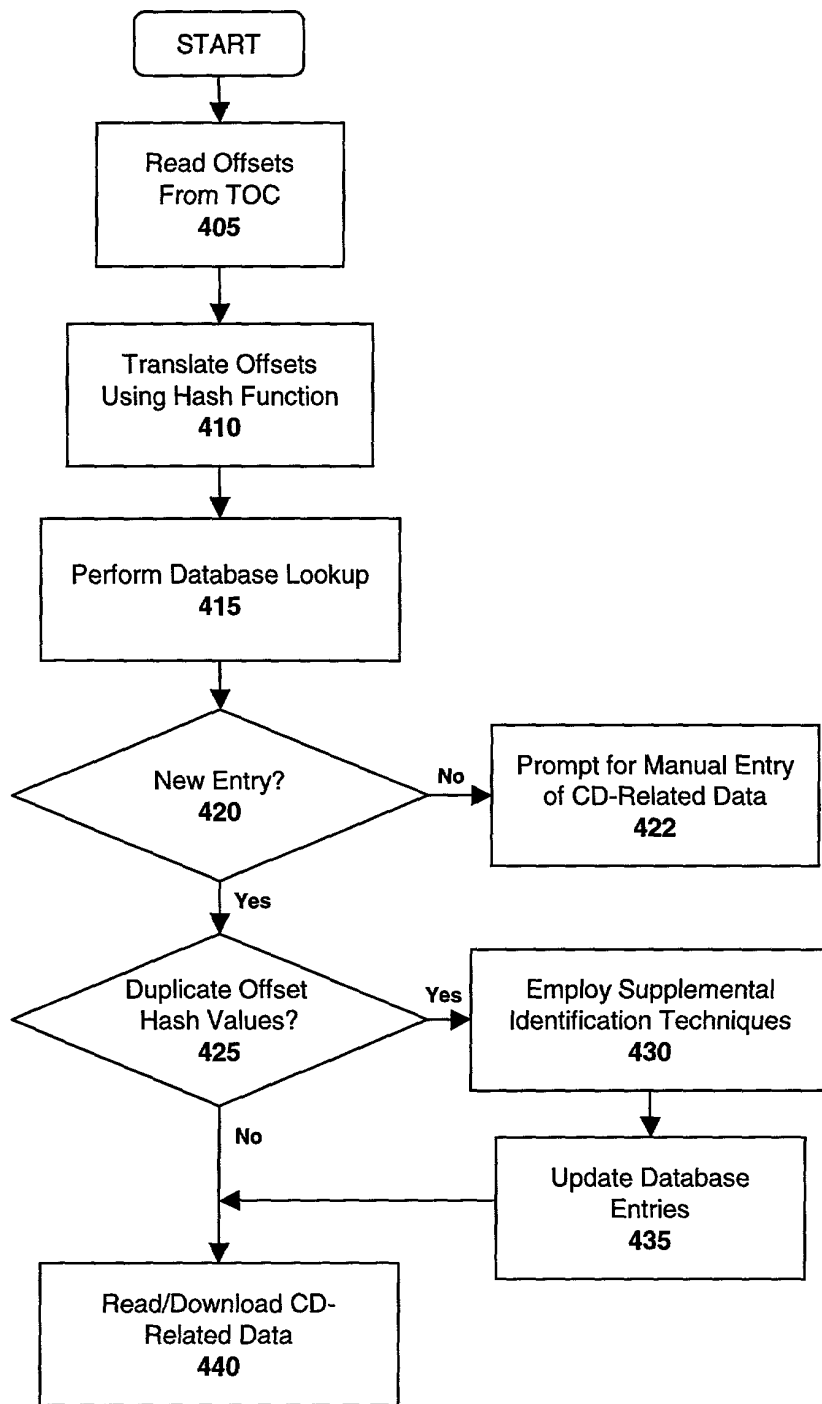 START
Read Offsets
From TOC
405
Translate Offsets
Using Hash Function
410
Perform Database Lookup
415
New Entry?
420
No
Prompt for Manual Entry
of CD-Related Data
422
Yes
Duplicate Offset
Hash Values?
425
Yes
Employ Supplemental
Identification Techniques
430
No
Update Database
Entries
435
Read/Download CD-
Related Data
440